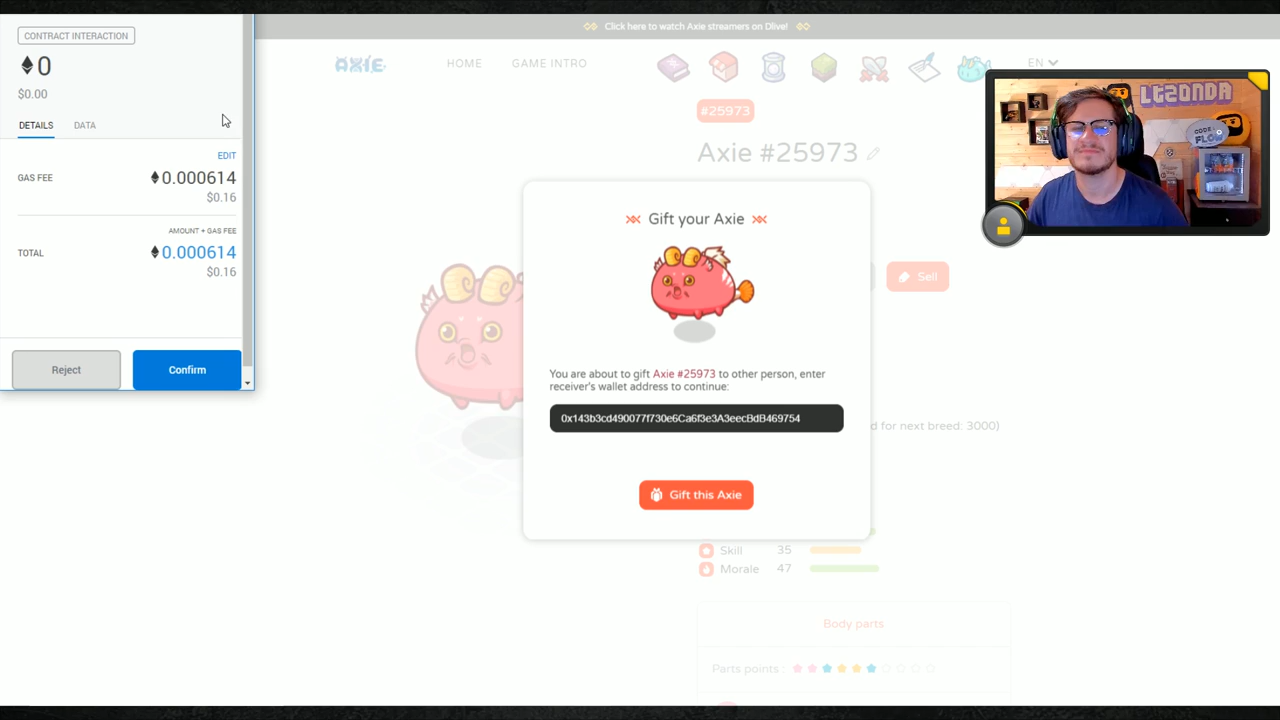 CONTRACT INTERACTION
0
$0.00
DETAILS DATA
EDIT
GAS FEE 0.000614
$0.16
AMOUNT + GAS FEE
TOTAL 0.000614
$0.16
Reject Confirm
Click here to watch Axie streamers on Dlive!
AXIE HOME GAME INTRO EN
#25973
Axie #25973
Gift your Axie
Sell
You are about to gift Axie #25973 to other person, enter
receiver's wallet address to continue:
0x143b3cd490077f730e6Ca6f3e3A3eecBdB469754
d for next breed: 3000)
Gift this Axie
Skill 35
Morale 47
Body parts
Parts points :
LTZONDA
CODE